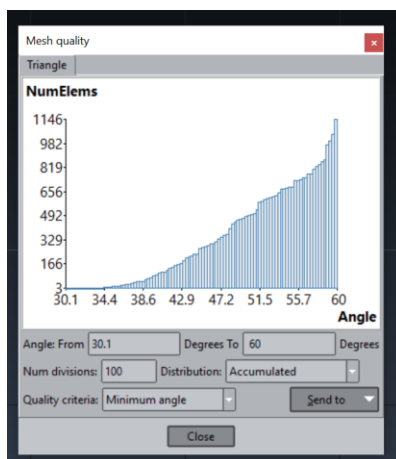 Mesh quality
Triangle
NumElems
1146
982
819
656
492
329
166
3
30.1 34.4 38.6 42.9 47.2 51.5 55.7 60
Angle
Angle: From 30.1 Degrees To 60 Degrees
Num divisions: 100 Distribution: Accumulated
Quality criteria: Minimum angle Send to
Close